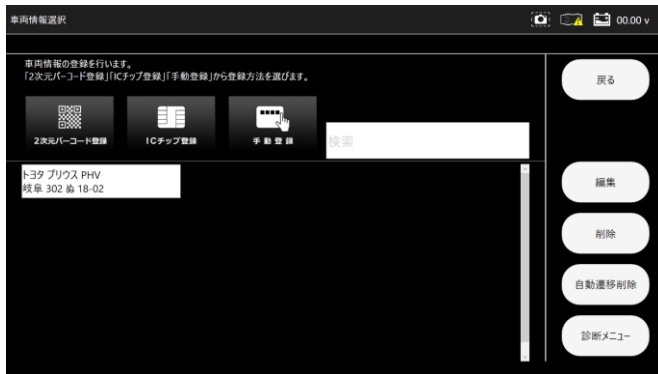 車両情報選択
00.00 v
車両情報の登録を行います。
「2次元バーコード登録」「ICチップ登録」「手動登録」から登録方法を選びます。
戻る
2次元バーコード登録
ICチップ登録
手動登録
検索
トヨタ プリウス PHV
岐阜 302 ぬ 18-02
編集
削除
自動遷移削除
診断メニュー